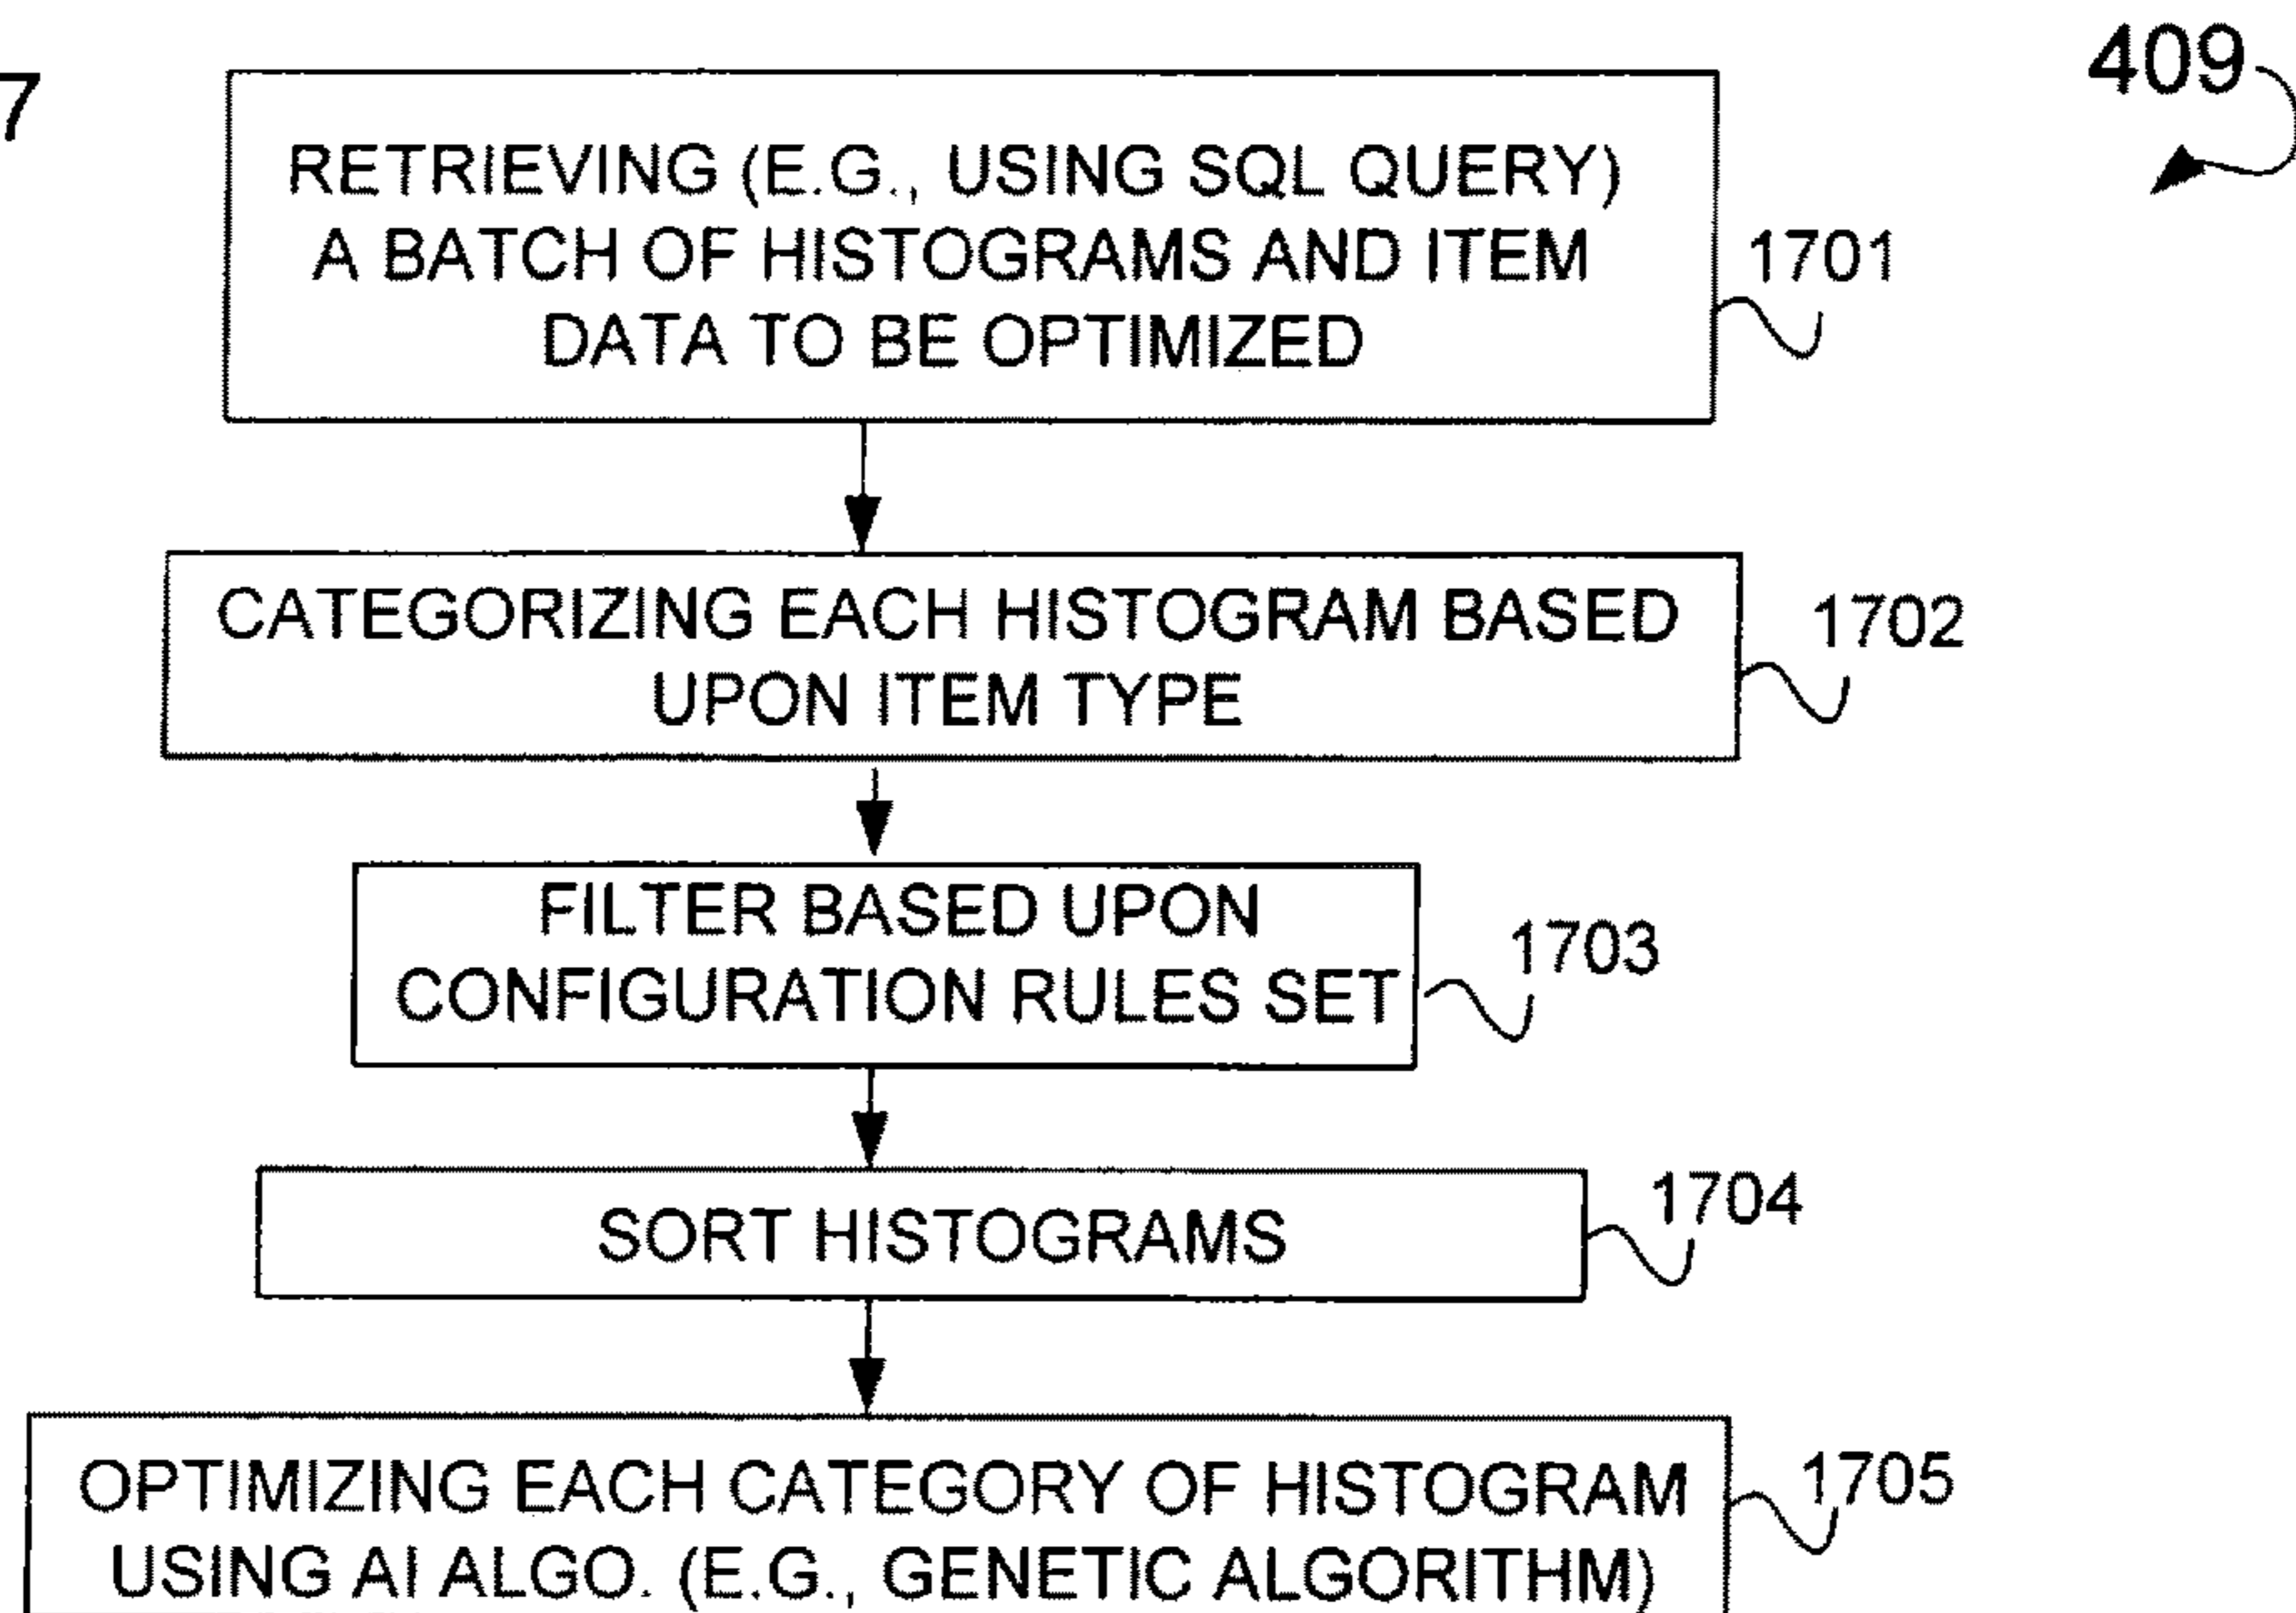 7
409
RETRIEVING (E.G., USING SQL QUERY)
A BATCH OF HISTOGRAMS AND ITEM
DATA TO BE OPTIMIZED
1701
CATEGORIZING EACH HISTOGRAM BASED
UPON ITEM TYPE
1702
FILTER BASED UPON
CONFIGURATION RULES SET
1703
SORT HISTOGRAMS
1704
OPTIMIZING EACH CATEGORY OF HISTOGRAM
USING AI ALGO. (E.G., GENETIC ALGORITHM)
1705